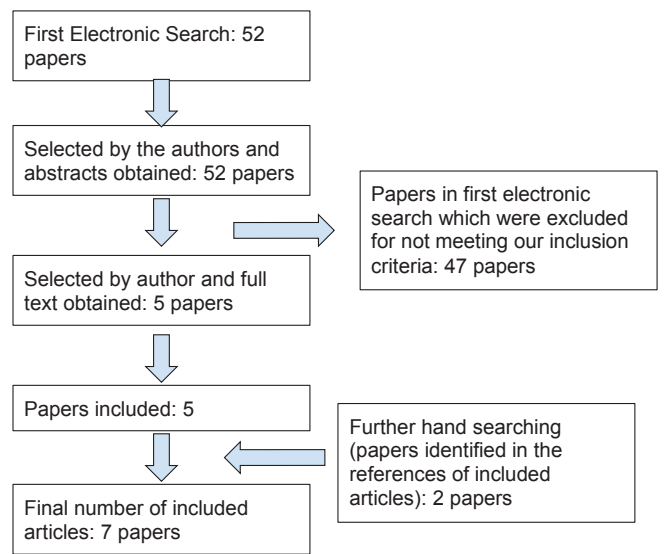 First Electronic Search: 52
papers
Selected by the authors and
abstracts obtained: 52 papers
Papers in first electronic
search which were excluded
for not meeting our inclusion
criteria: 47 papers
Selected by author and full
text obtained: 5 papers
Papers included: 5
Further hand searching
(papers identified in the
references of included
articles): 2 papers
Final number of included
articles: 7 papers